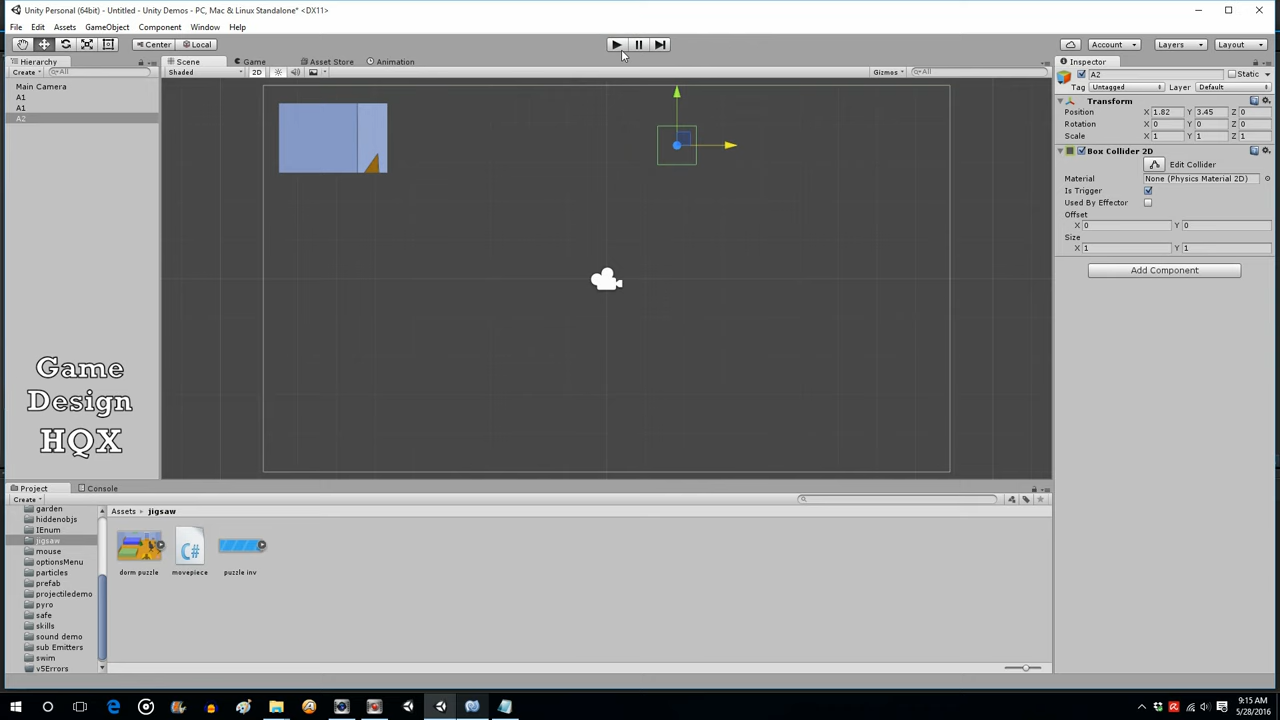 Unity Personal (64bit) - Untitled - Unity Demos - PC, Mac & Linux Standalone* <DX11>
File Edit Assets GameObject Component Window Help
Center Local Account Layers Layout
Hierarchy
Create All
Main Camera
A1
A1
A2
Scene Game Asset Store Animation
Shaded 2D Gizmos All
Inspector
A2 Static
Tag Untagged Layer Default
Transform
Position X 1.82 Y 3.45 Z 0
Rotation X 0 Y 0 Z 0
Scale X 1 Y 1 Z 1
Box Collider 2D
Edit Collider
Material None (Physics Material 2D)
Is Trigger
Used By Effector
Offset
X 0 Y 0
Size
X 1 Y 1
Add Component
Game
Design
HQX
Project Console
Create
garden
hiddenobjs
IEnum
jigsaw
mouse
optionsMenu
particles
prefab
projectiledemo
pyro
safe
skills
sound demo
sub Emitters
swim
v5Errors
Assets jigsaw
C#
dorm puzzle movepiece puzzle inv
9:15 AM
5/28/2016